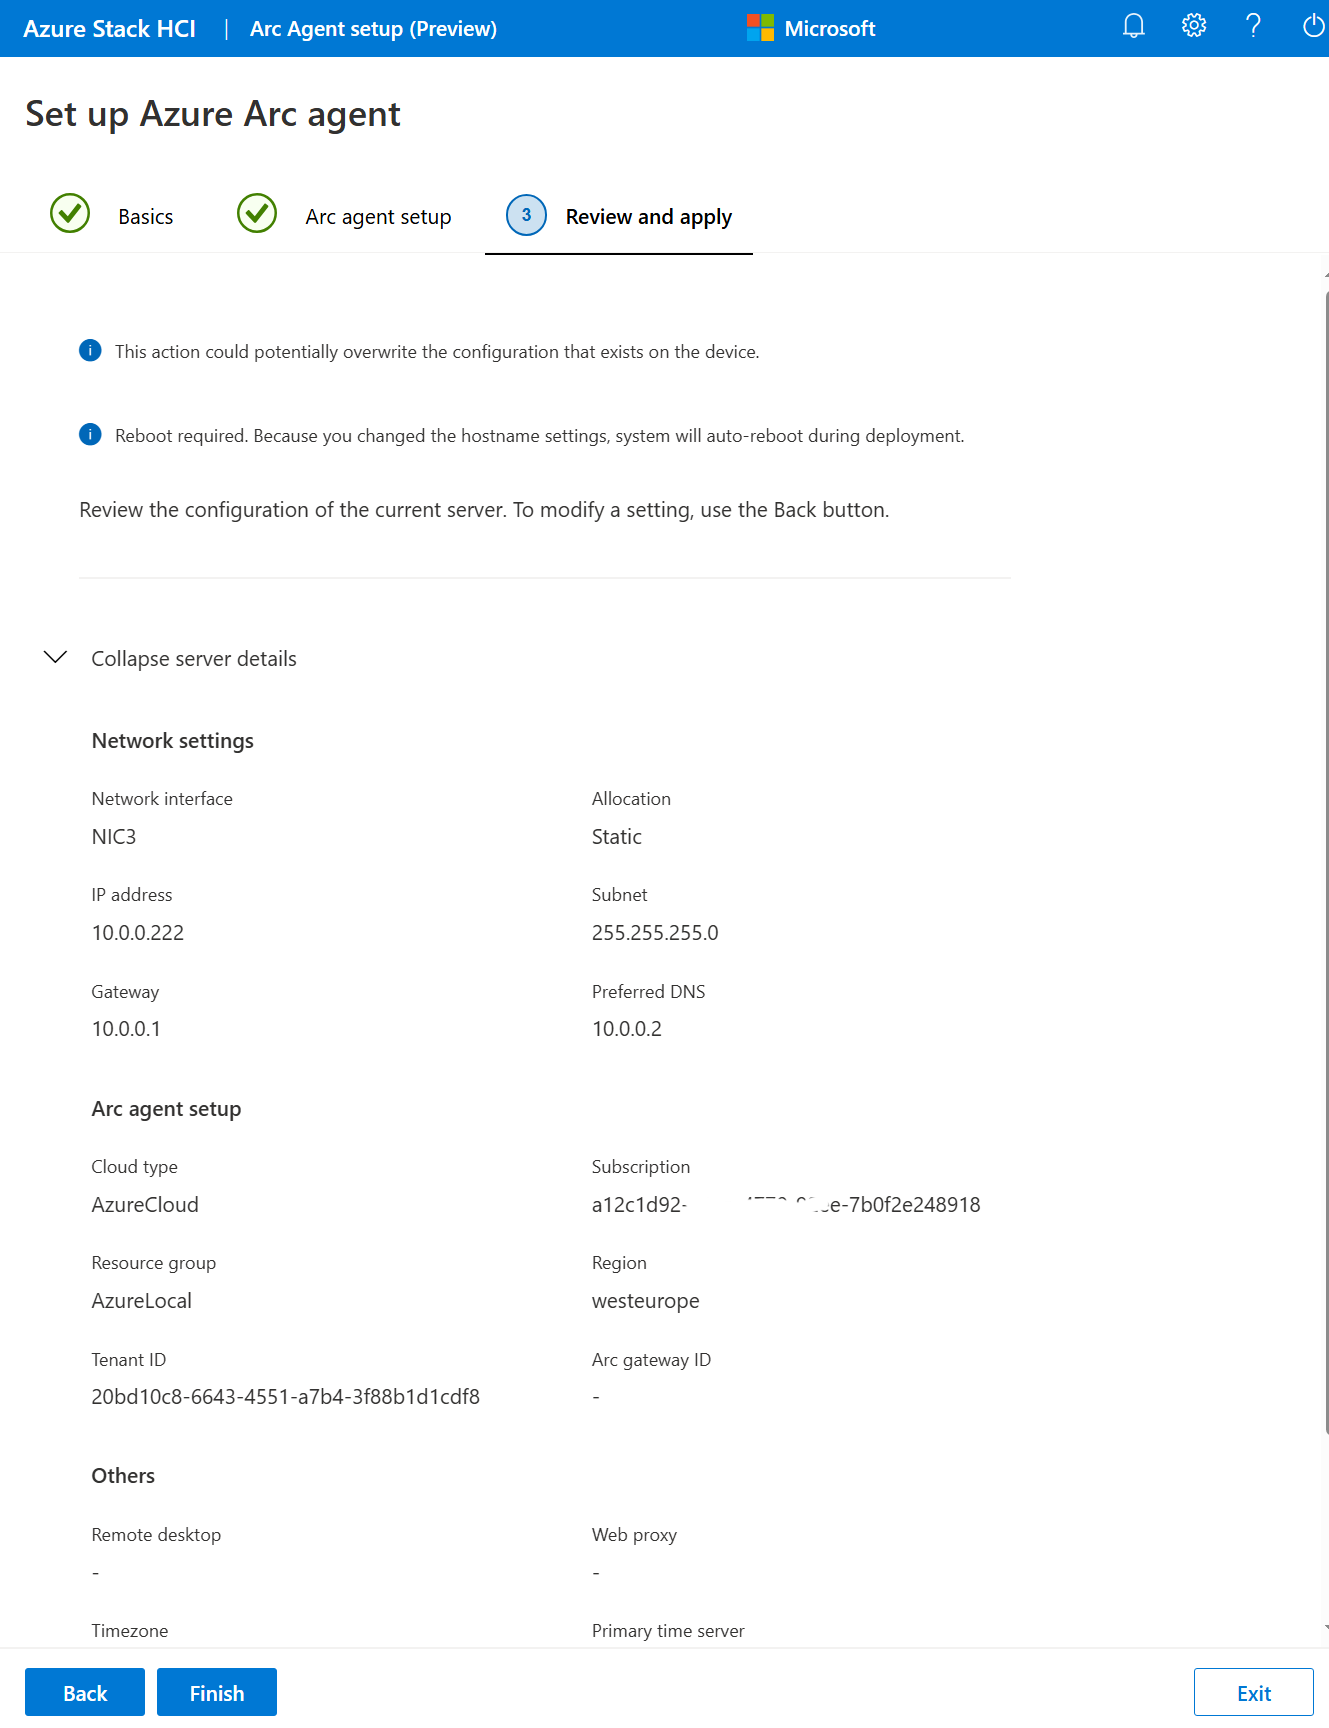 Azure Stack HCI | Arc Agent setup (Preview) Microsoft
Set up Azure Arc agent
Basics Arc agent setup 3 Review and apply
This action could potentially overwrite the configuration that exists on the device.
Reboot required. Because you changed the hostname settings, system will auto-reboot during deployment.
Review the configuration of the current server. To modify a setting, use the Back button.
Collapse server details
Network settings
Network interface Allocation
NIC3 Static
IP address Subnet
10.0.0.222 255.255.255.0
Gateway Preferred DNS
10.0.0.1 10.0.0.2
Arc agent setup
Cloud type Subscription
AzureCloud a12c1d92- e-7b0f2e248918
Resource group Region
AzureLocal westeurope
Tenant ID Arc gateway ID
20bd10c8-6643-4551-a7b4-3f88b1d1cdf8 -
Others
Remote desktop Web proxy
- -
Timezone Primary time server
Back Finish Exit